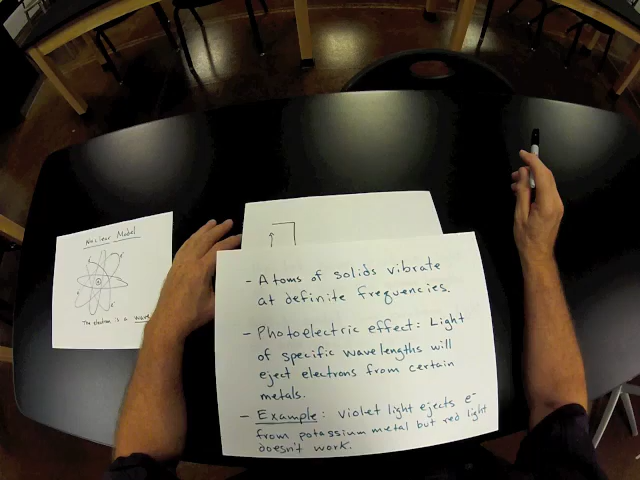 Nuclear Model
The electron is a wave
- Atoms of solids vibrate
at definite frequencies.
- Photoelectric effect: Light
of specific wavelengths will
eject electrons from certain
metals.
- Example: Violet light ejects e-
from potassium metal but red light
doesn't work.